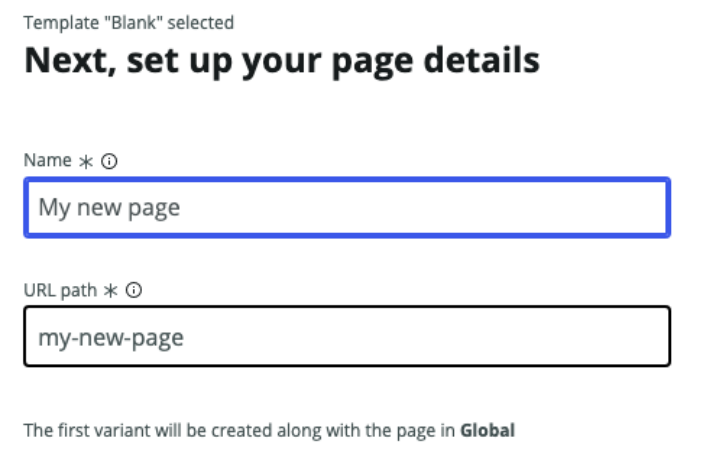 Template "Blank" selected
Next, set up your page details
Name *
My new page
URL path *
my-new-page
The first variant will be created along with the page in Global